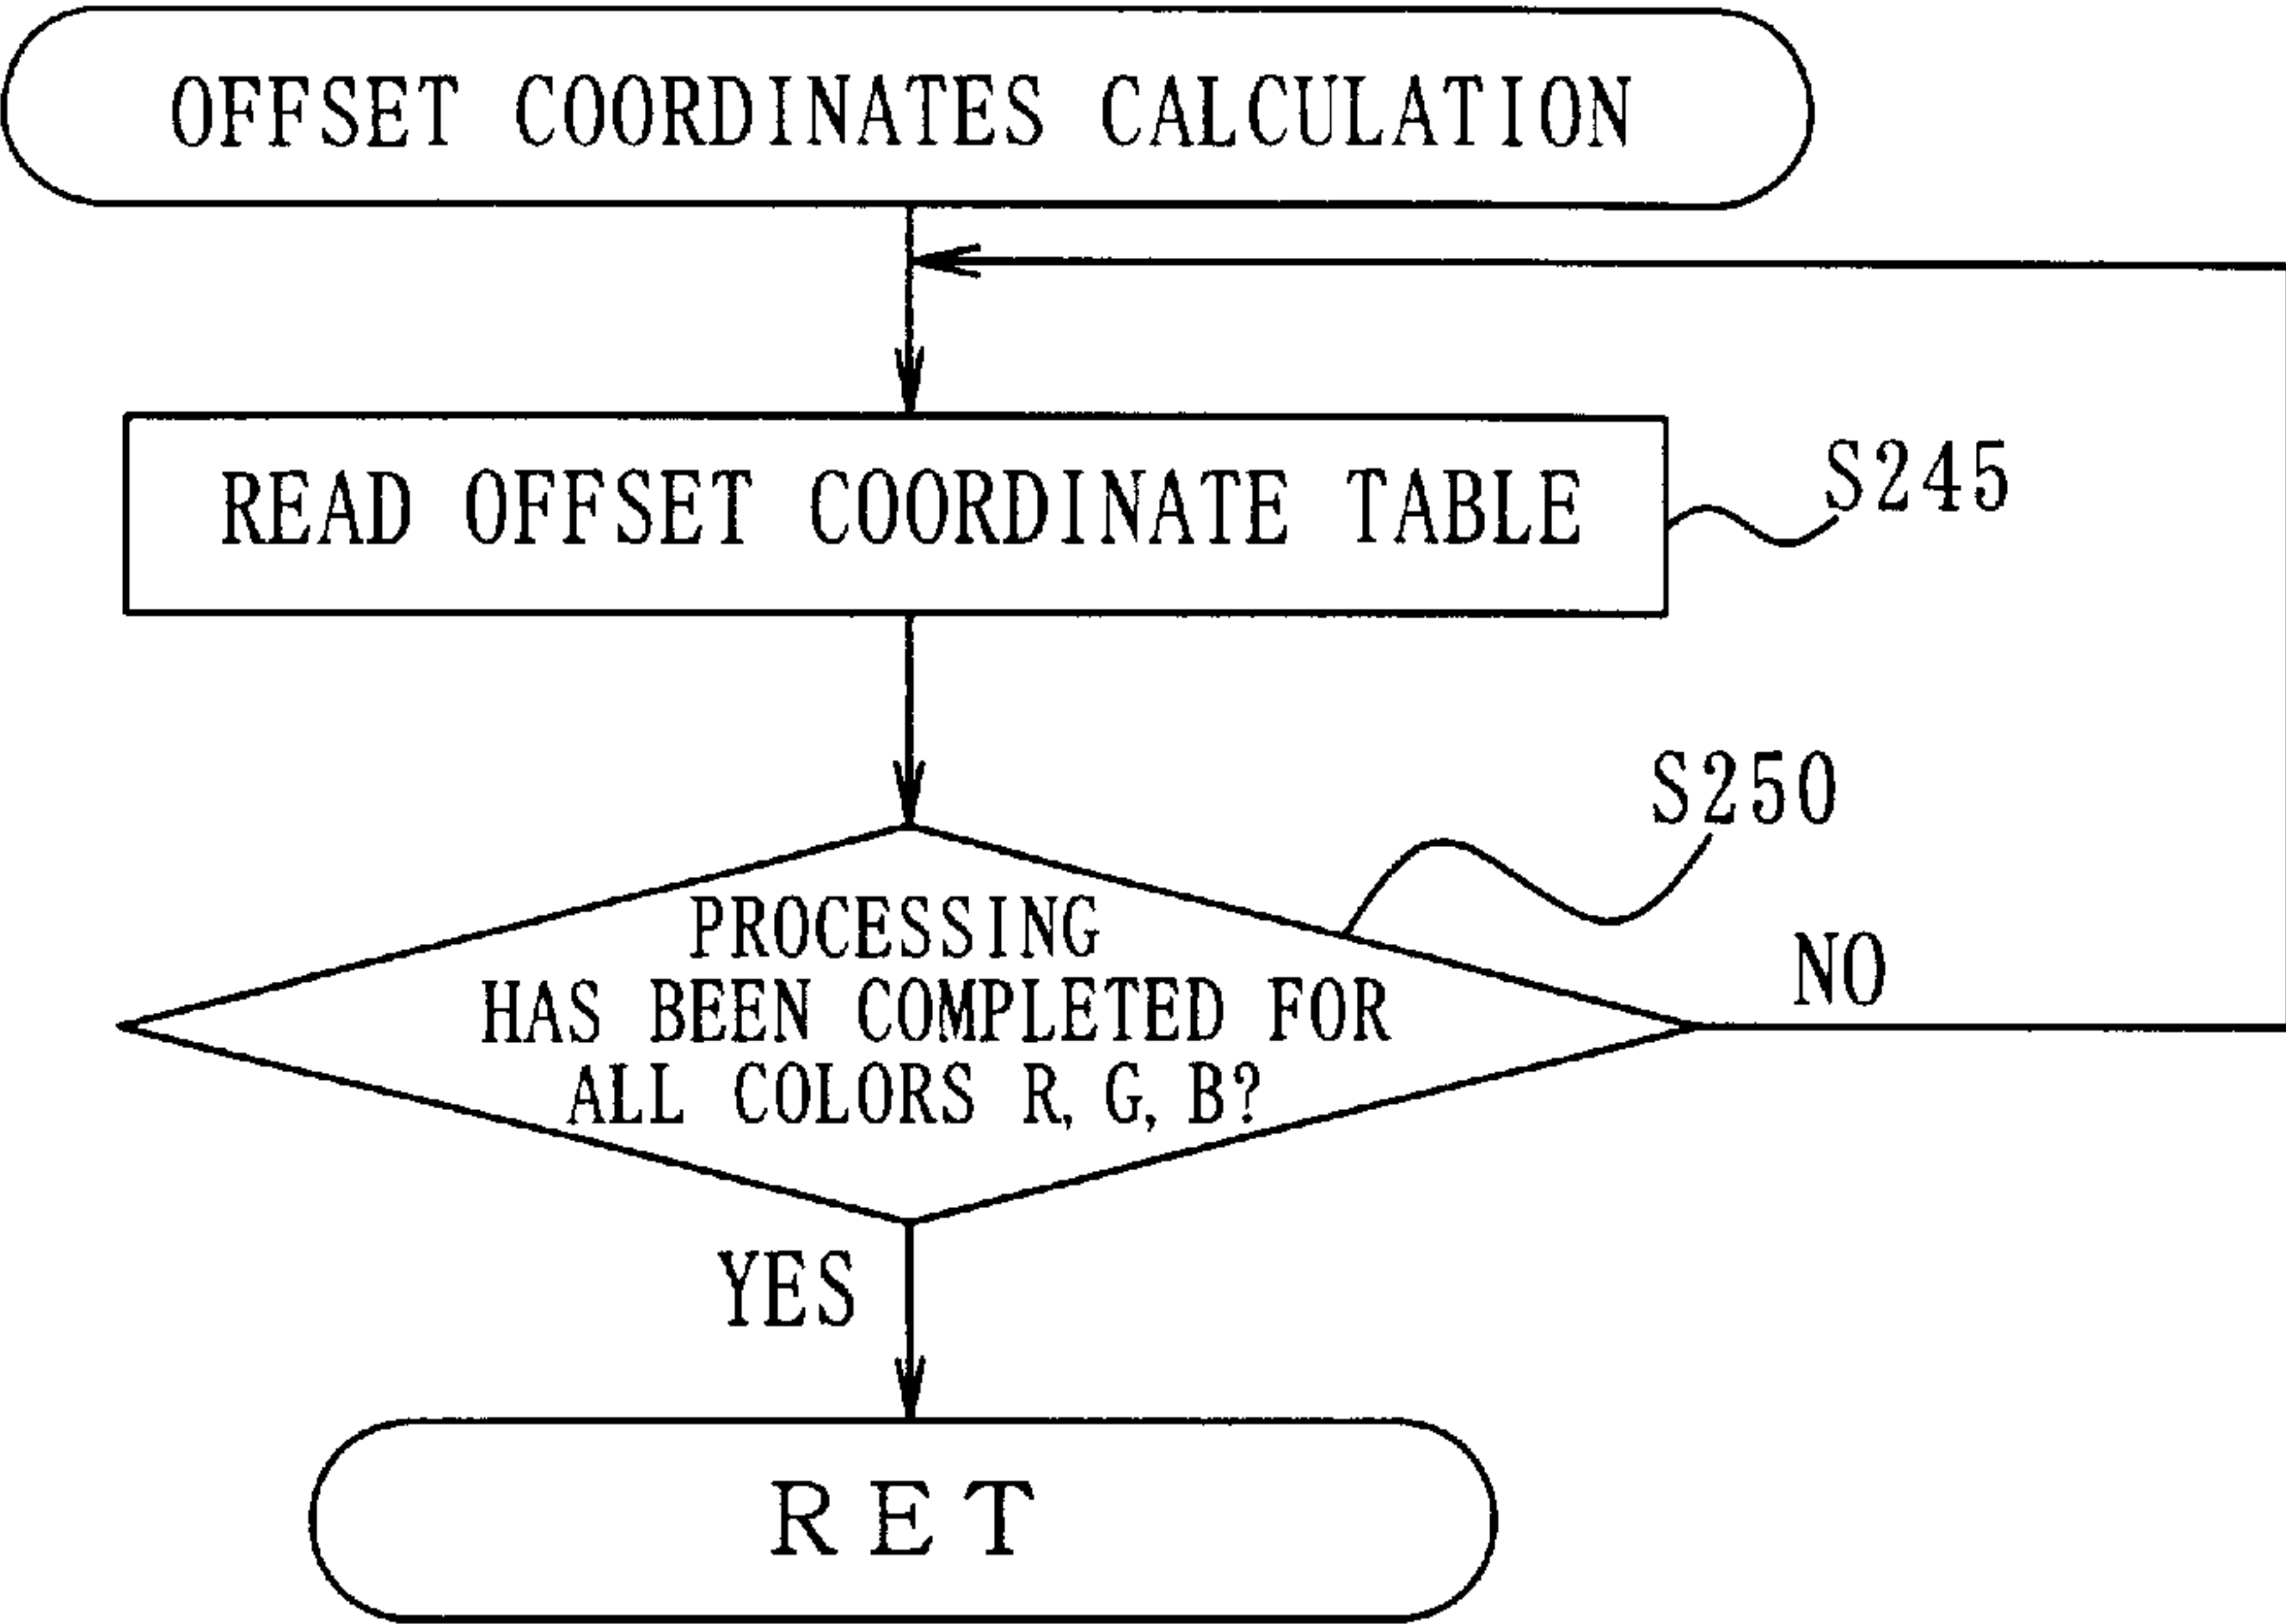 OFFSET COORDINATES CALCULATION
READ OFFSET COORDINATE TABLE
S245
S250
PROCESSING
HAS BEEN COMPLETED FOR
ALL COLORS R, G, B?
NO
YES
RET